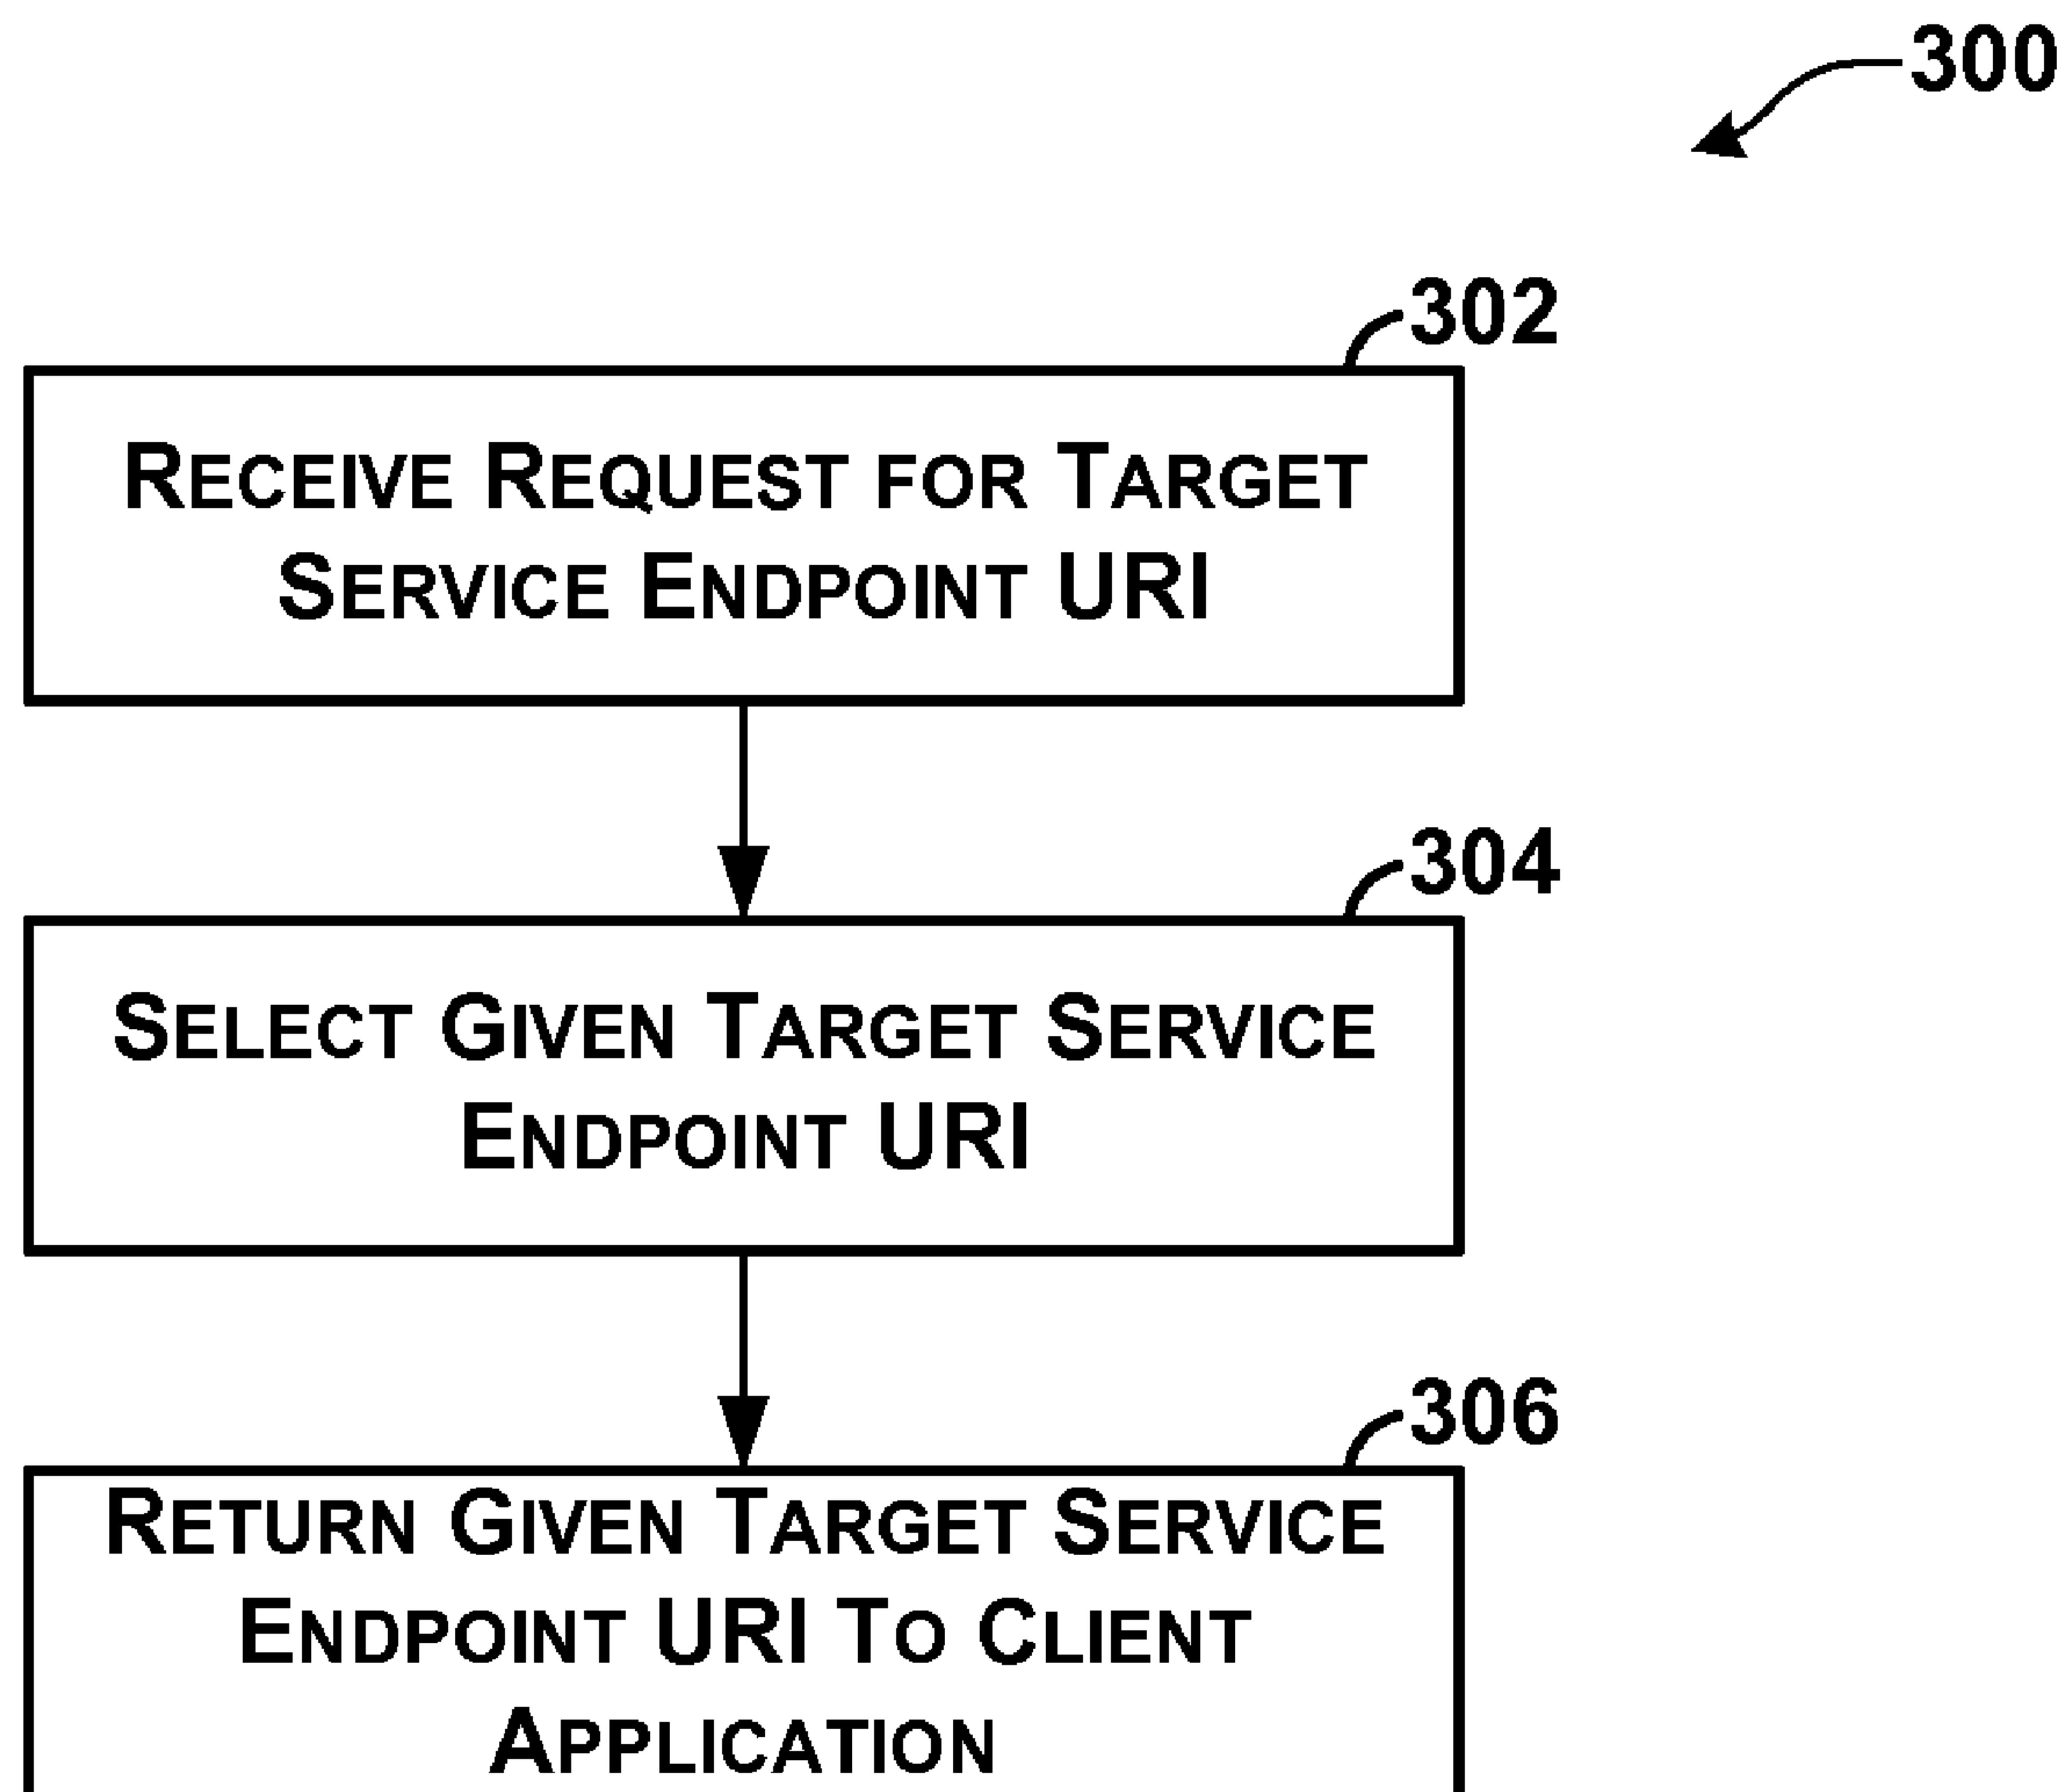 300
302
RECEIVE REQUEST FOR TARGET
SERVICE ENDPOINT URI
304
SELECT GIVEN TARGET SERVICE
ENDPOINT URI
306
RETURN GIVEN TARGET SERVICE
ENDPOINT URI TO CLIENT
APPLICATION